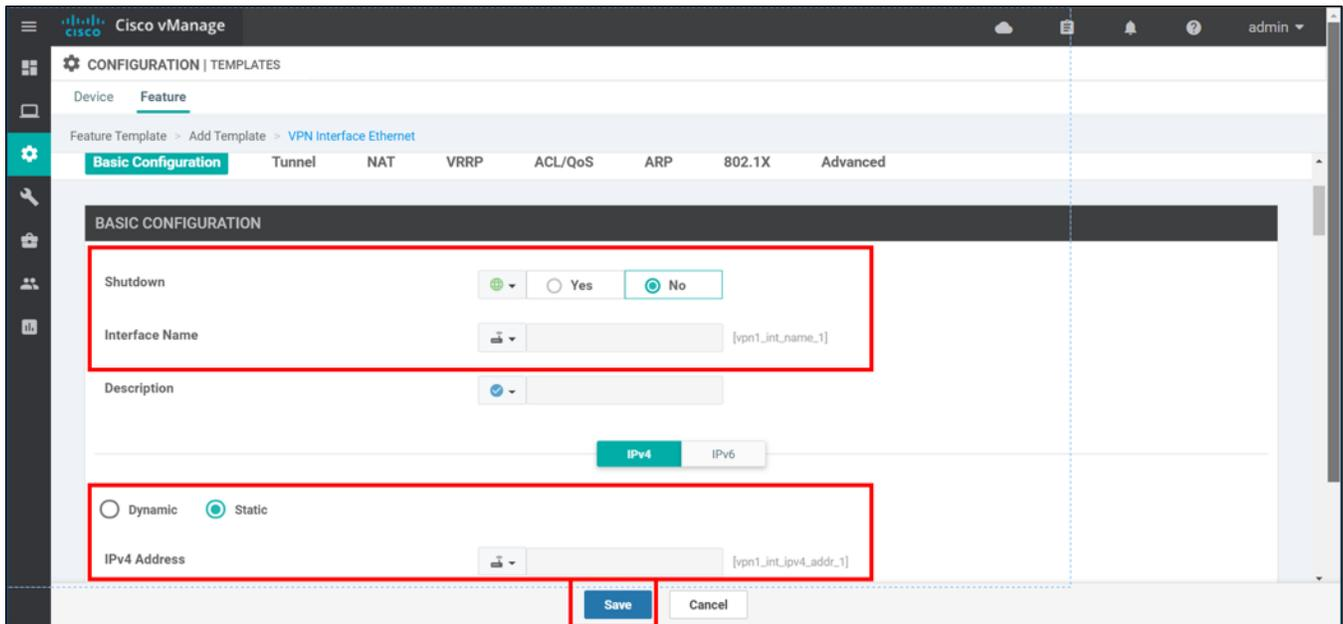 CISCO Cisco vManage admin
CONFIGURATION | TEMPLATES
Device Feature
Feature Template > Add Template > VPN Interface Ethernet
Basic Configuration Tunnel NAT VRRP ACL/QoS ARP 802.1X Advanced
BASIC CONFIGURATION
Shutdown Yes No
Interface Name [vpn1_int_name_1]
Description
IPv4 IPv6
Dynamic Static
IPv4 Address [vpn1_int_ipv4_addr_1]
Save Cancel